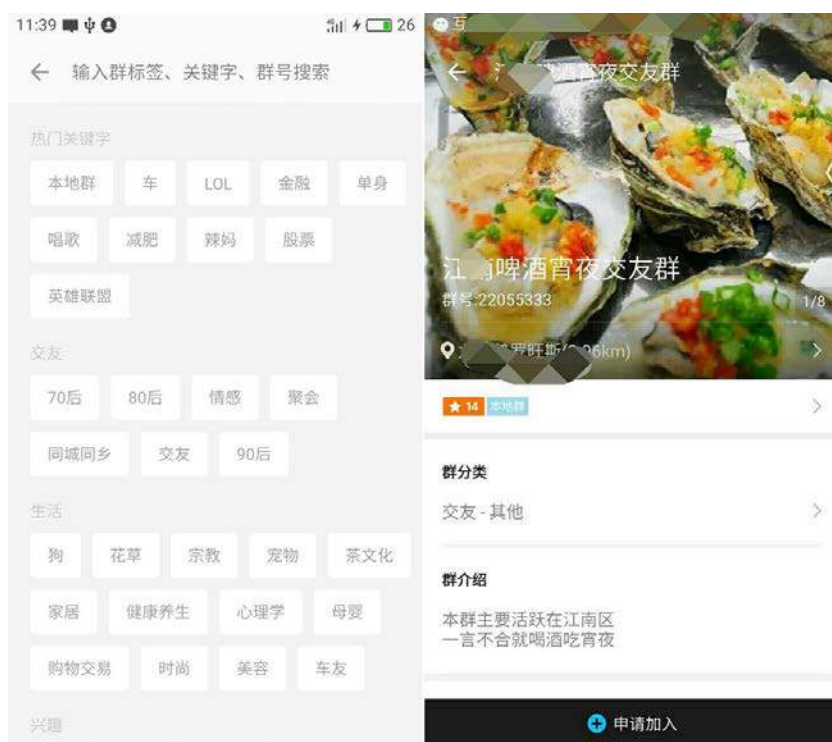 11:39
26
输入群标签、关键字、群号搜索
热门关键字
本地群 车 LOL 金融 单身
唱歌 减肥 辣妈 股票
英雄联盟
交友
70后 80后 情感 聚会
同城同乡 交友 90后
生活
狗 花草 宗教 宠物 茶文化
家居 健康养生 心理学 母婴
购物交易 时尚 美容 车友
兴趣
互
酒宵夜交友群
江 啤酒宵夜交友群
群号:22055333
1/8
罗旺斯 km)
14 本地群
群分类
交友 - 其他
群介绍
本群主要活跃在江南区
一言不合就喝酒吃宵夜
申请加入